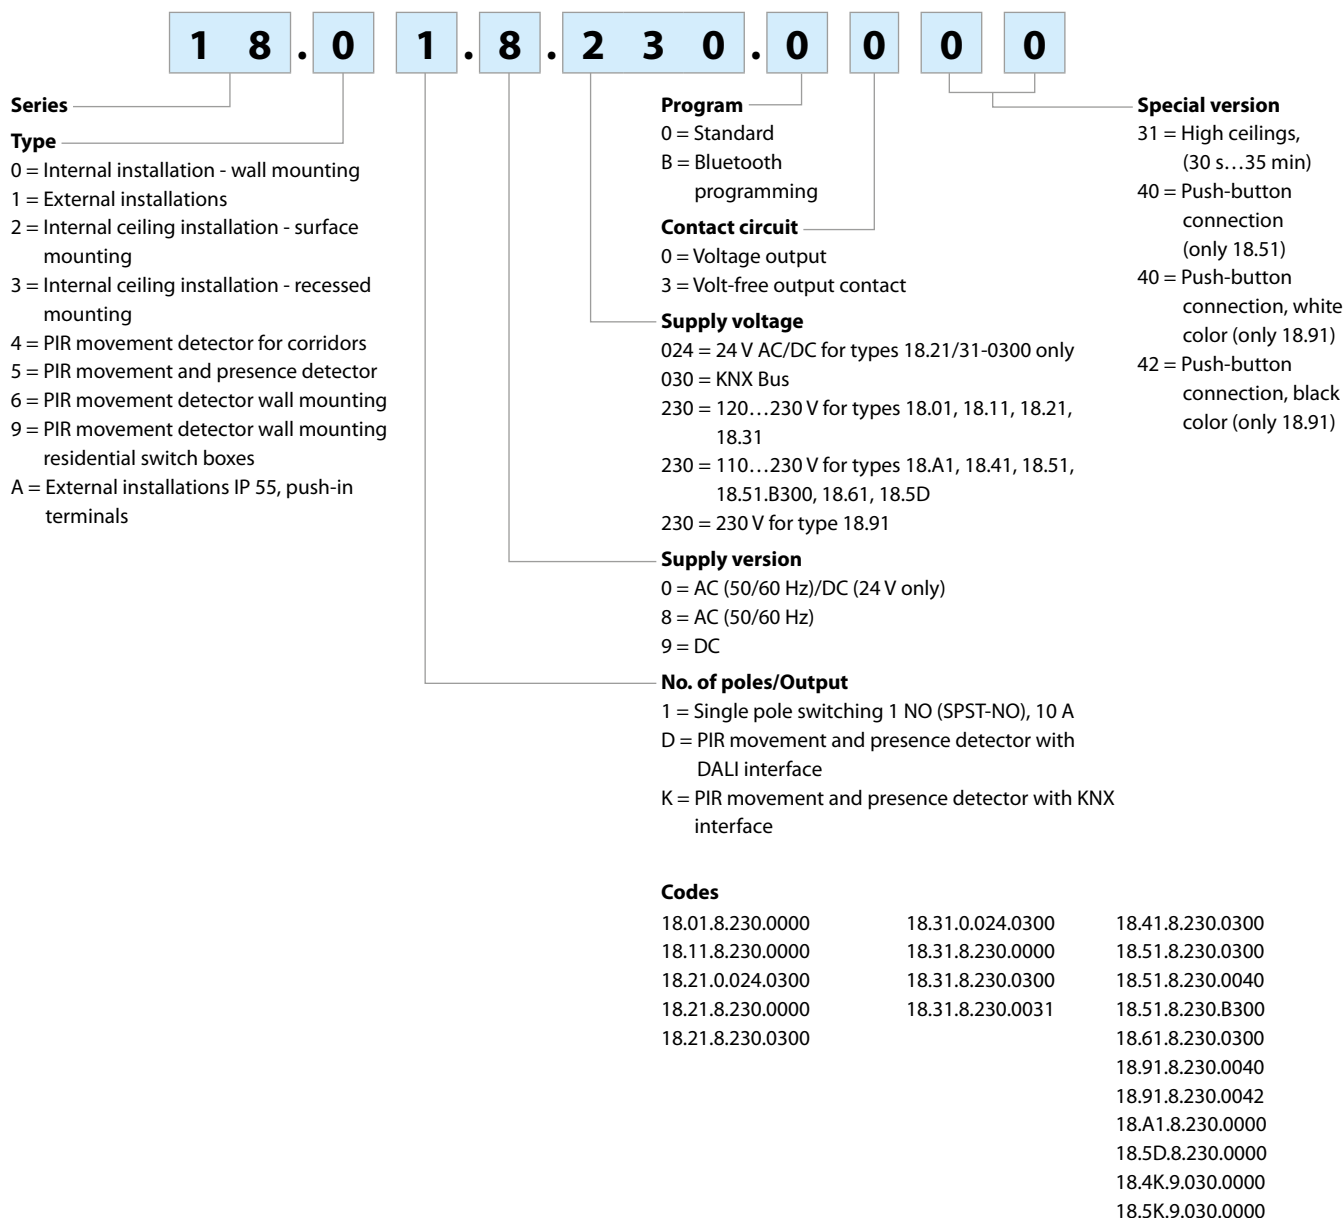 1 8 . 0 1 . 8 . 2 3 0 . 0 0 0 0
Series
Type
0 = Internal installation - wall mounting
1 = External installations
2 = Internal ceiling installation - surface
mounting
3 = Internal ceiling installation - recessed
mounting
4 = PIR movement detector for corridors
5 = PIR movement and presence detector
6 = PIR movement detector wall mounting
9 = PIR movement detector wall mounting
residential switch boxes
A = External installations IP 55, push-in
terminals
Program
0 = Standard
B = Bluetooth
programming
Contact circuit
0 = Voltage output
3 = Volt-free output contact
Supply voltage
024 = 24 V AC/DC for types 18.21/31-0300 only
030 = KNX Bus
230 = 120…230 V for types 18.01, 18.11, 18.21,
18.31
230 = 110…230 V for types 18.A1, 18.41, 18.51,
18.51.B300, 18.61, 18.5D
230 = 230 V for type 18.91
Supply version
0 = AC (50/60 Hz)/DC (24 V only)
8 = AC (50/60 Hz)
9 = DC
No. of poles/Output
1 = Single pole switching 1 NO (SPST-NO), 10 A
D = PIR movement and presence detector with
DALI interface
K = PIR movement and presence detector with KNX
interface
Special version
31 = High ceilings,
(30 s…35 min)
40 = Push-button
connection
(only 18.51)
40 = Push-button
connection, white
color (only 18.91)
42 = Push-button
connection, black
color (only 18.91)
Codes
18.01.8.230.0000
18.11.8.230.0000
18.21.0.024.0300
18.21.8.230.0000
18.21.8.230.0300
18.31.0.024.0300
18.31.8.230.0000
18.31.8.230.0300
18.31.8.230.0031
18.41.8.230.0300
18.51.8.230.0300
18.51.8.230.0040
18.51.8.230.B300
18.61.8.230.0300
18.91.8.230.0040
18.91.8.230.0042
18.A1.8.230.0000
18.5D.8.230.0000
18.4K.9.030.0000
18.5K.9.030.0000